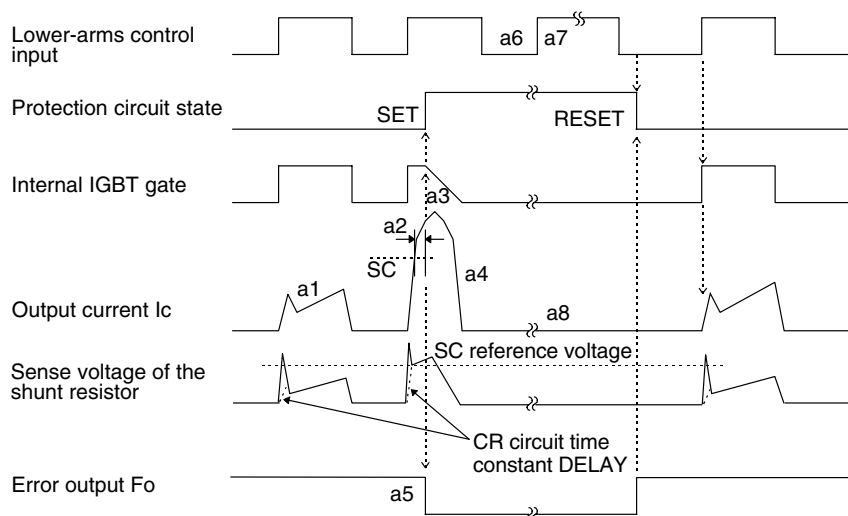 Lower-arms control
input
a6
a7
Protection circuit state
SET
RESET
Internal IGBT gate
a3
a2
SC
a4
a1
Output current Ic
a8
SC reference voltage
Sense voltage of the
shunt resistor
CR circuit time
constant DELAY
Error output Fo
a5